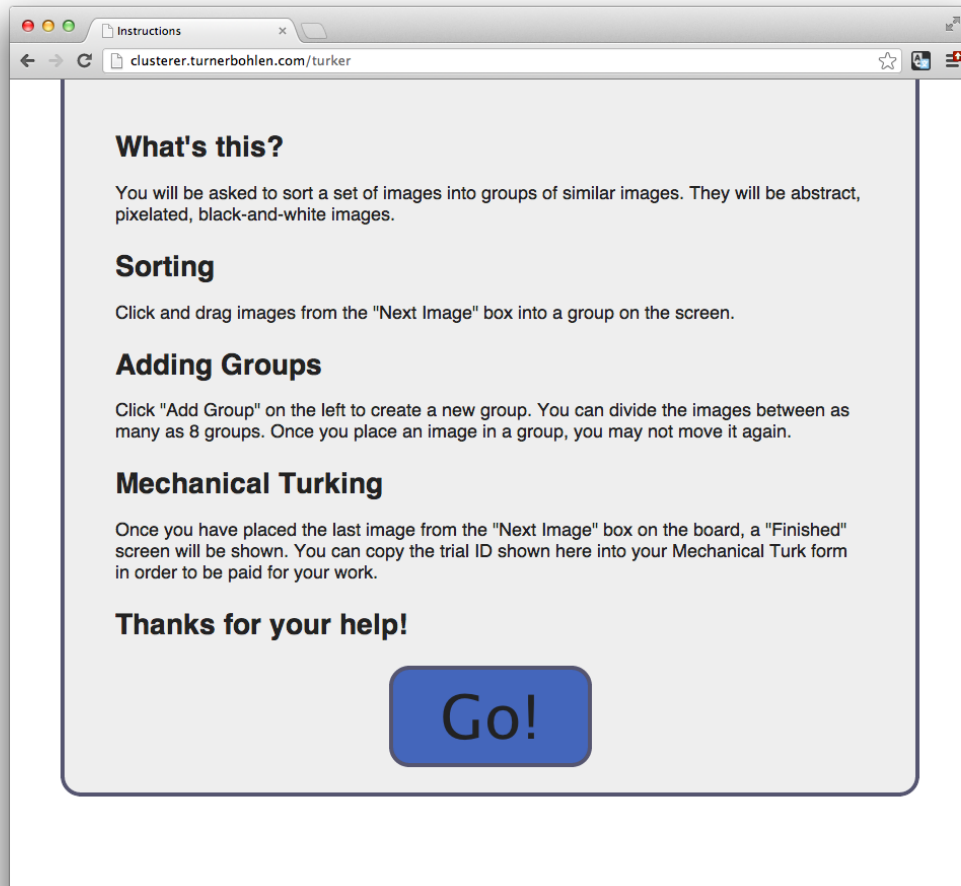 Instructions
clusterer.turnerbohlen.com/turker
What's this?
You will be asked to sort a set of images into groups of similar images. They will be abstract,
pixelated, black-and-white images.
Sorting
Click and drag images from the "Next Image" box into a group on the screen.
Adding Groups
Click "Add Group" on the left to create a new group. You can divide the images between as
many as 8 groups. Once you place an image in a group, you may not move it again.
Mechanical Turking
Once you have placed the last image from the "Next Image" box on the board, a "Finished"
screen will be shown. You can copy the trial ID shown here into your Mechanical Turk form
in order to be paid for your work.
Thanks for your help!
Go!